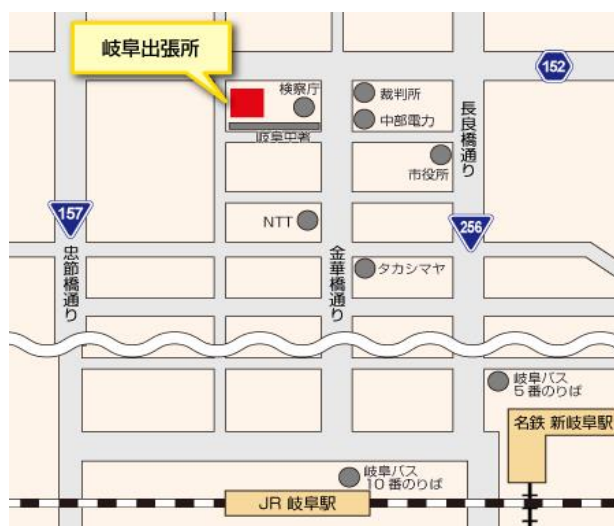 岐阜出張所
152
検察庁
裁判所
中部電力
岐阜中署
長良橋通り
市役所
157
NTT
256
忠節橋通り
金華橋通り
タカシマヤ
岐阜バス
5番のりば
名鉄 新岐阜駅
岐阜バス
10番のりば
JR 岐阜駅